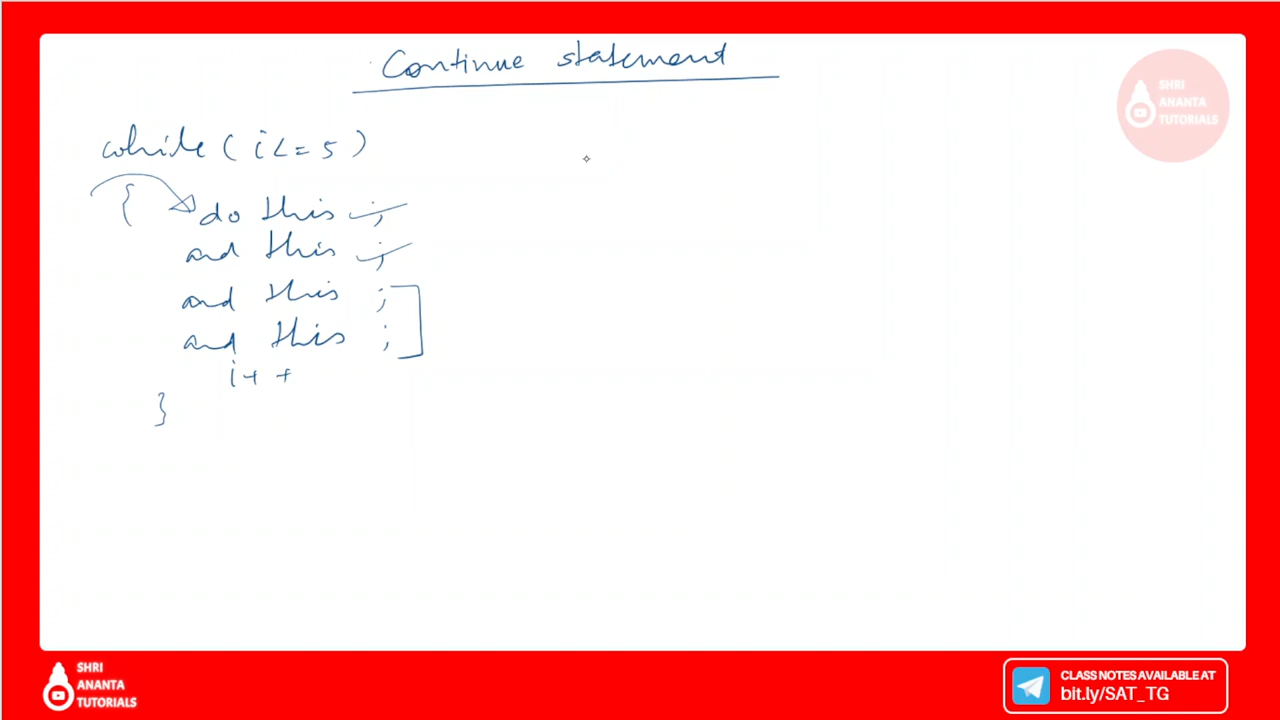 Continue statement
SHRI
ANANTA
TUTORIALS
while ( i <= 5 )
{
do this ;
and this ;
and this ;
and this ;
i++
}
SHRI
ANANTA
TUTORIALS
CLASS NOTES AVAILABLE AT
bit.ly/SAT_TG